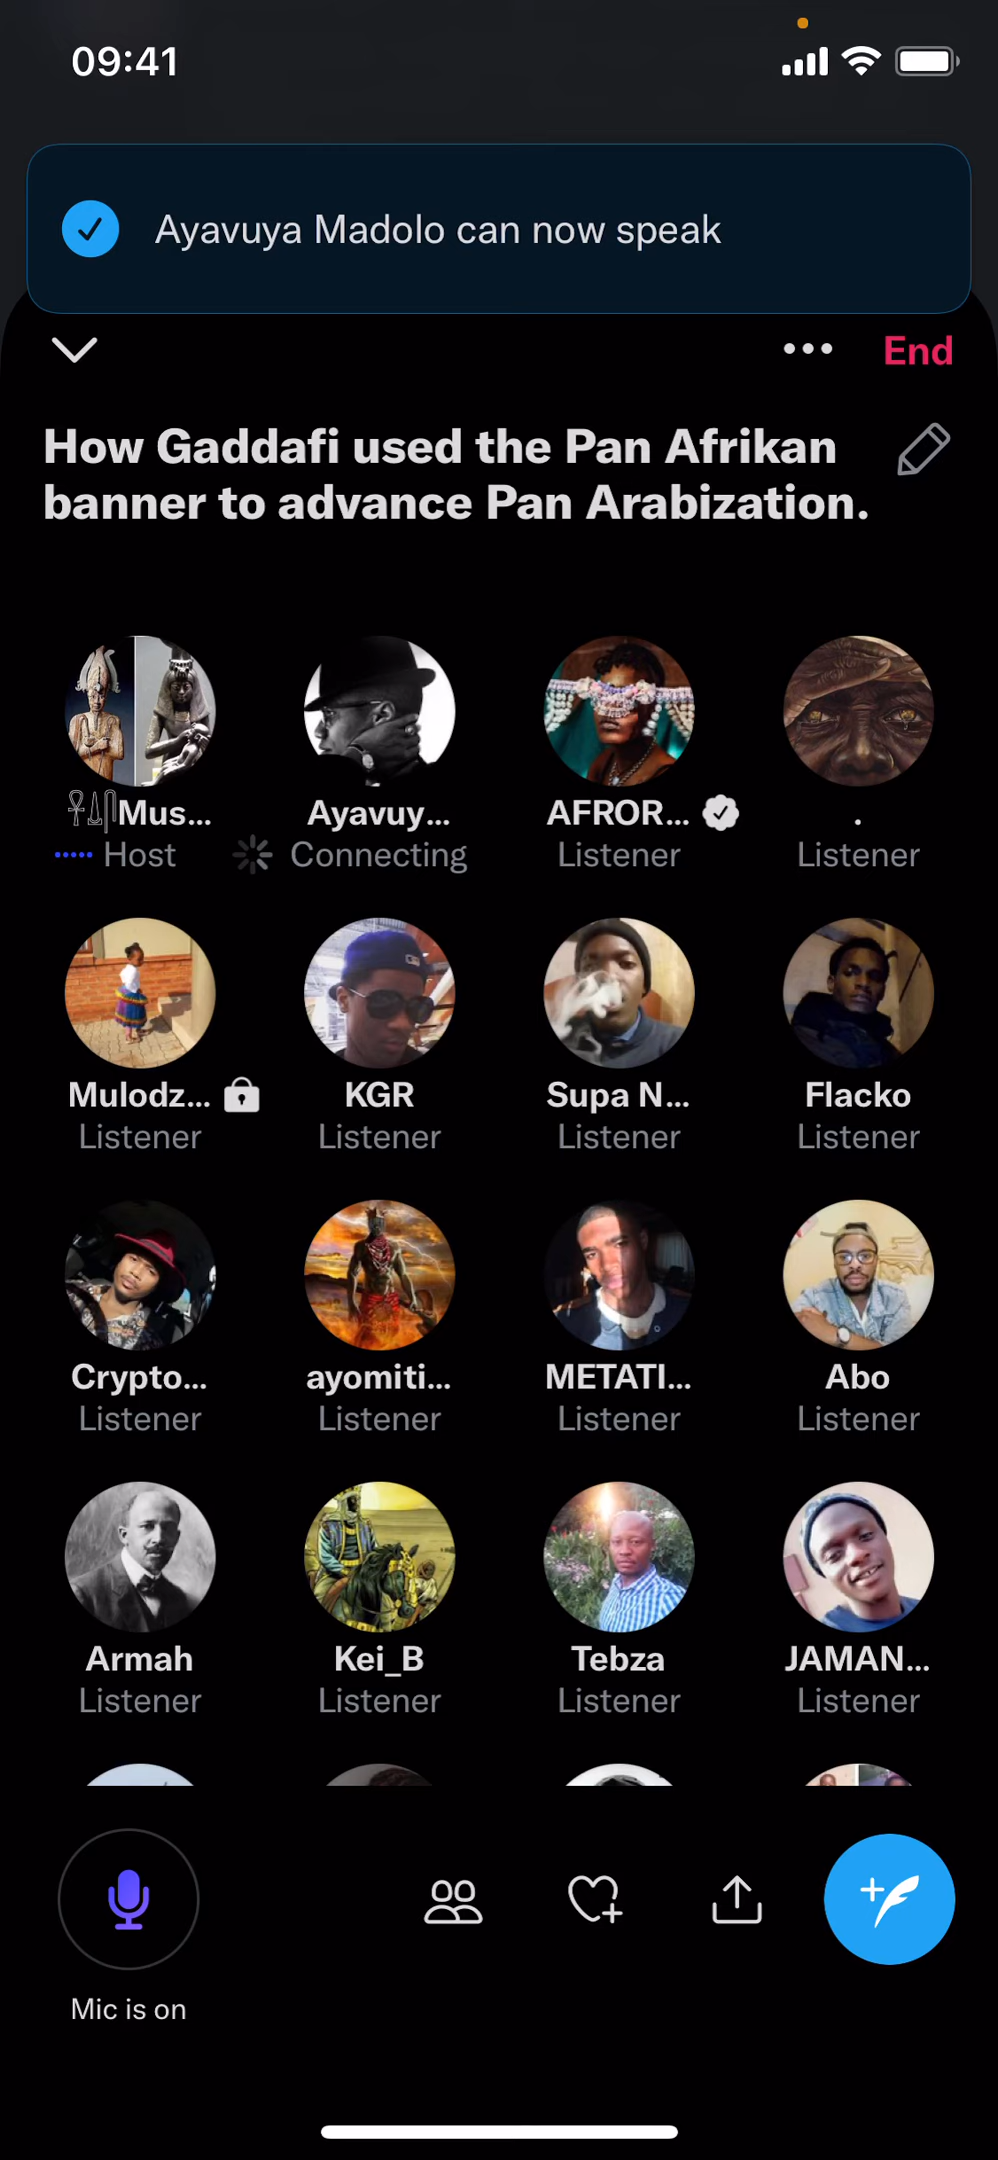 09:41
Ayavuya Madolo can now speak
End
How Gaddafi used the Pan Afrikan
banner to advance Pan Arabization.
𓋹𓍑𓋴Mus... Ayavuy... AFROR... .
Host Connecting Listener Listener
Mulodz... KGR Supa N... Flacko
Listener Listener Listener Listener
Crypto... ayomiti... METATI... Abo
Listener Listener Listener Listener
Armah Kei_B Tebza JAMAN...
Listener Listener Listener Listener
Mic is on